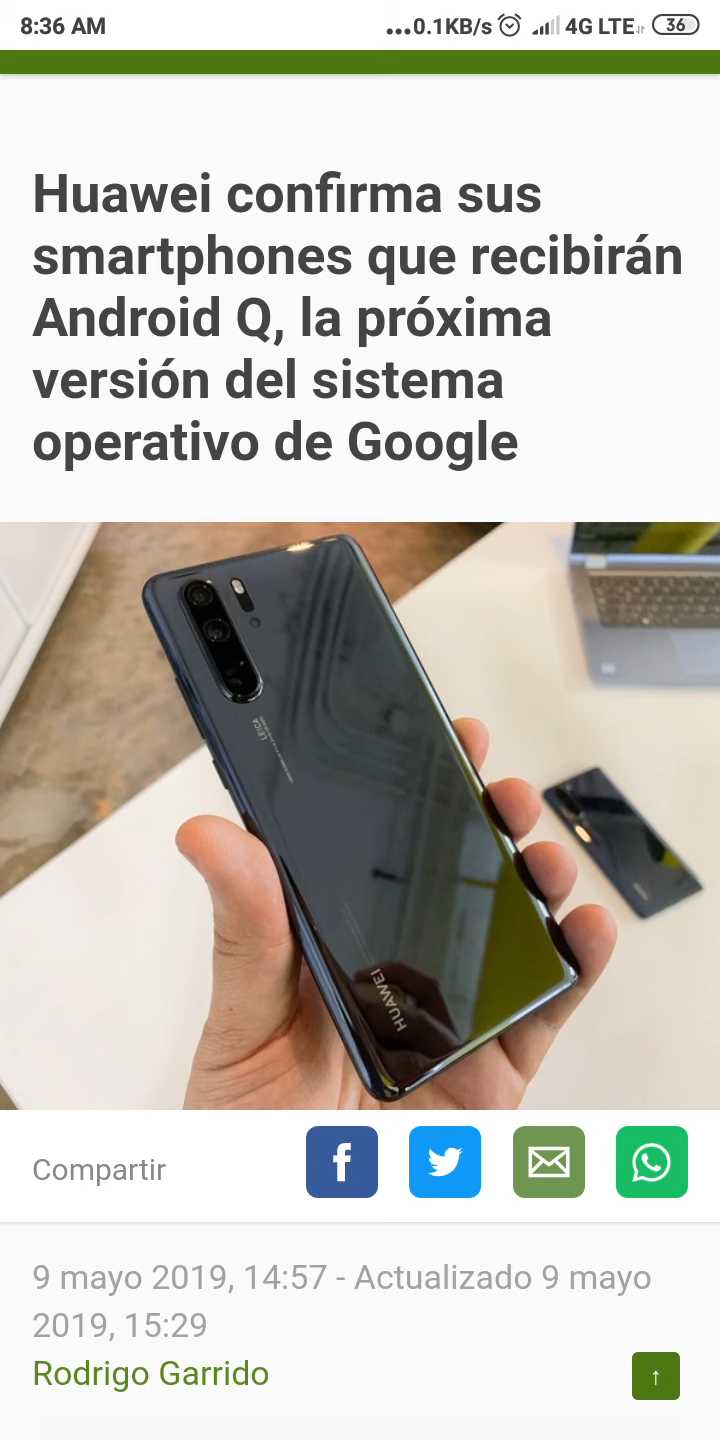 8:36 AM
...0.1KB/s 4G LTE 36
Huawei confirma sus
smartphones que recibirán
Android Q, la próxima
versión del sistema
operativo de Google
LEICA
HUAWEI
Compartir
9 mayo 2019, 14:57 - Actualizado 9 mayo
2019, 15:29
Rodrigo Garrido
↑